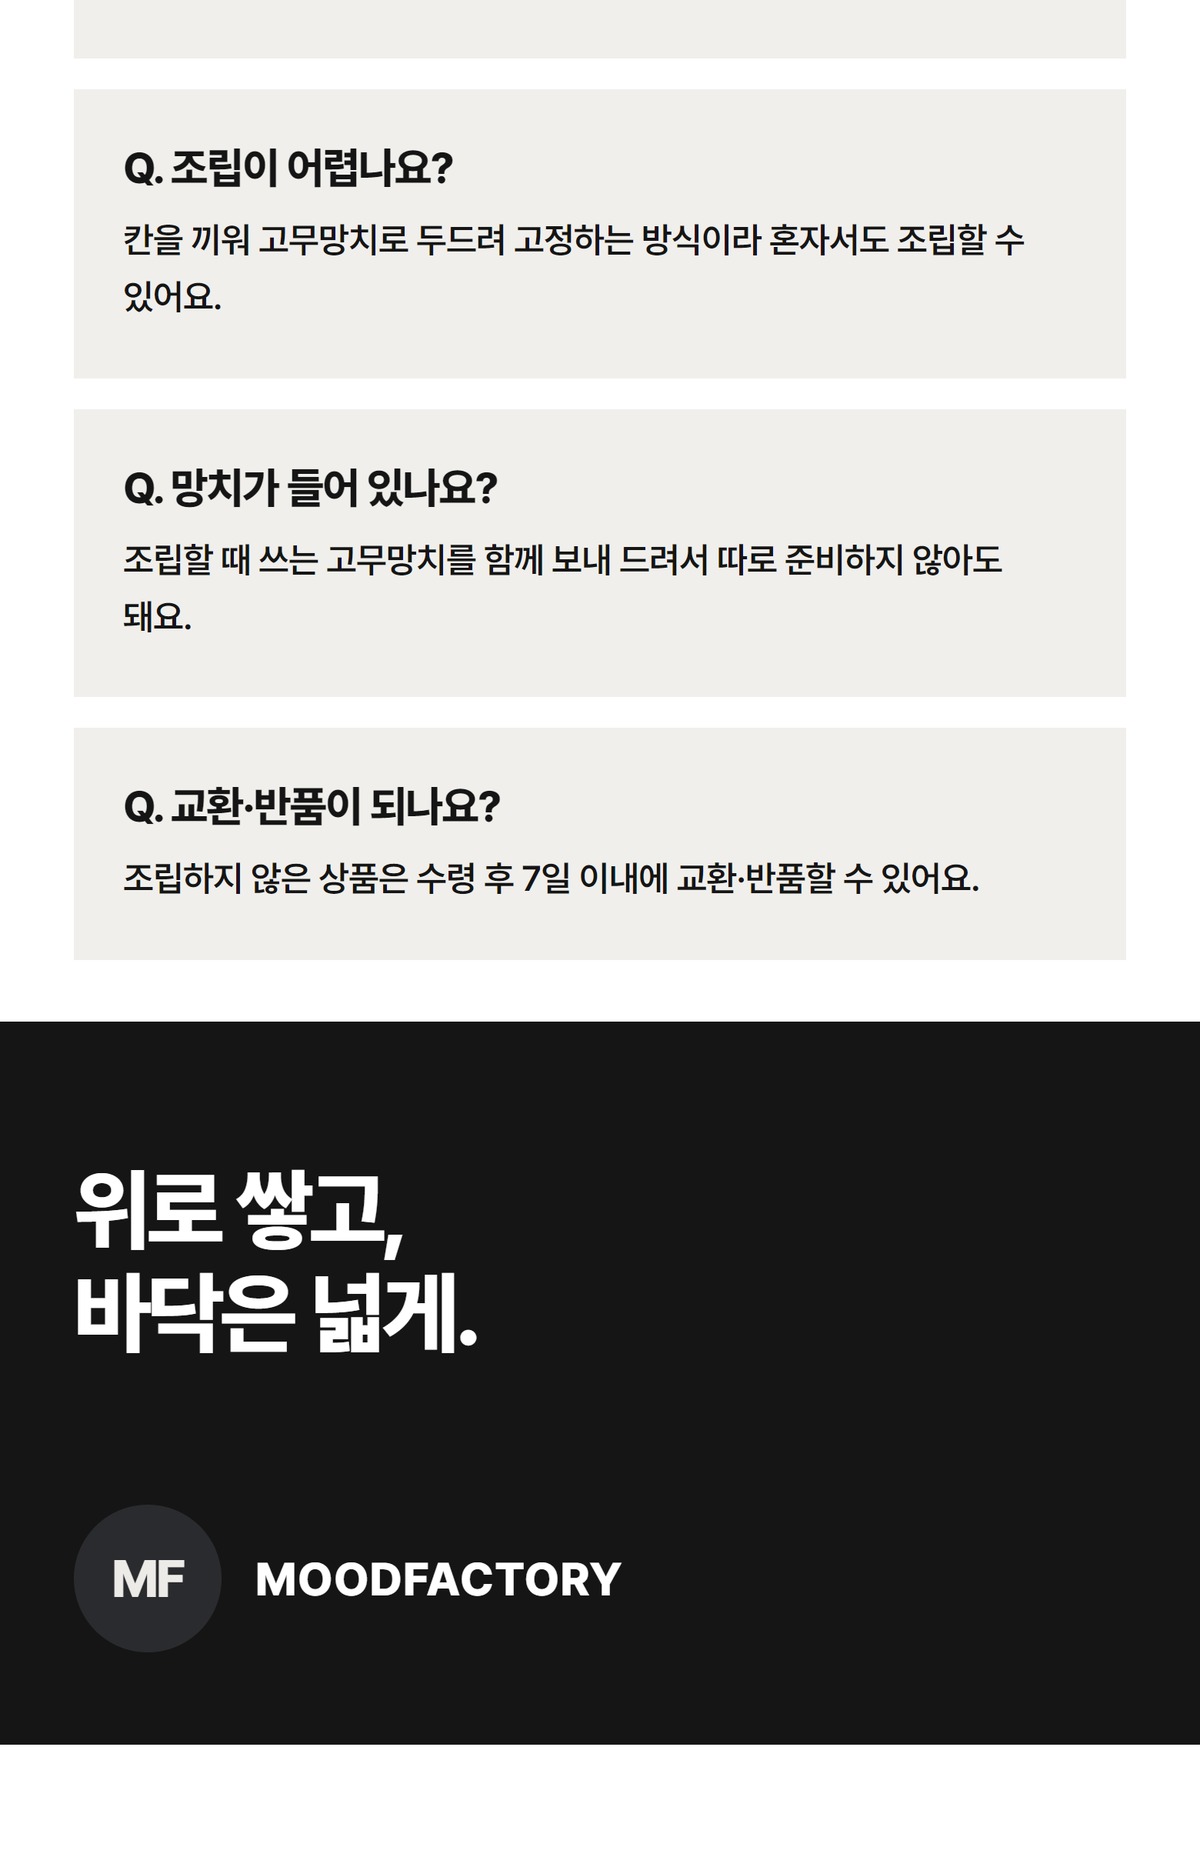 Q. 조립이 어렵나요?
칸을 끼워 고무망치로 두드려 고정하는 방식이라 혼자서도 조립할 수
있어요.
Q. 망치가 들어 있나요?
조립할 때 쓰는 고무망치를 함께 보내 드려서 따로 준비하지 않아도
돼요.
Q. 교환·반품이 되나요?
조립하지 않은 상품은 수령 후 7일 이내에 교환·반품할 수 있어요.
위로 쌓고,
바닥은 넓게.
MF MOODFACTORY